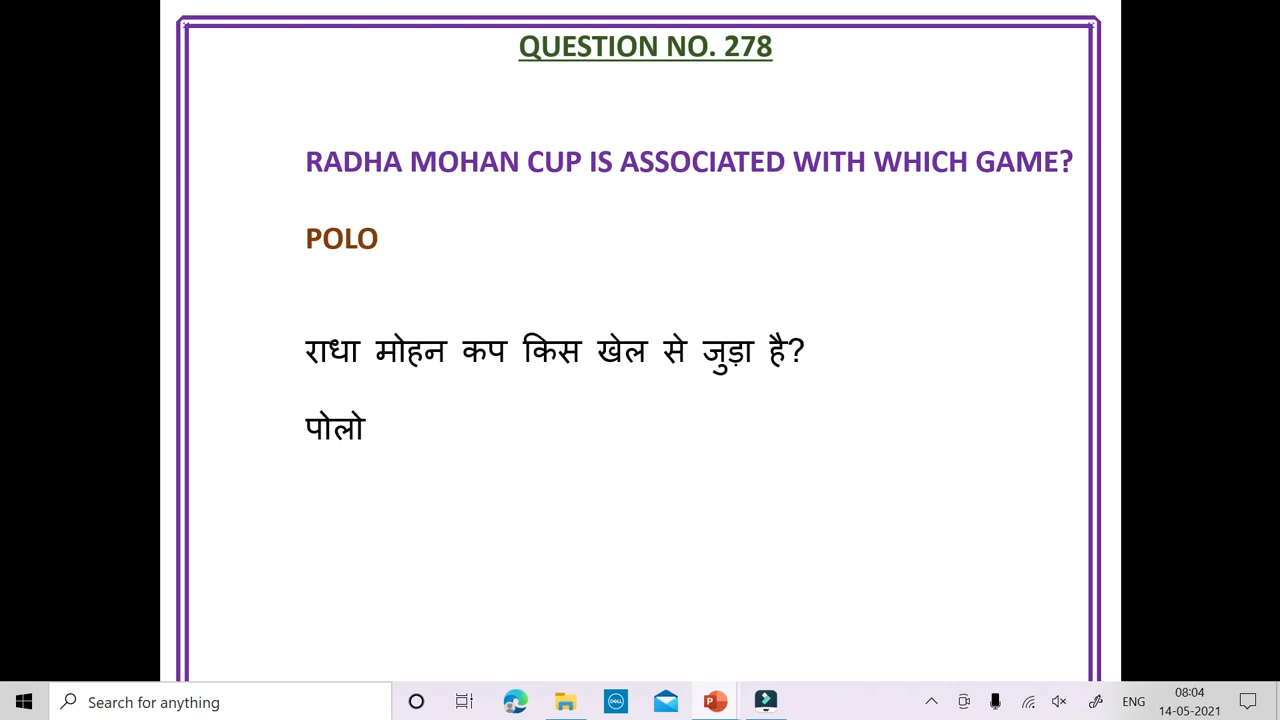 QUESTION NO. 278
RADHA MOHAN CUP IS ASSOCIATED WITH WHICH GAME?
POLO
राधा मोहन कप किस खेल से जुड़ा है?
पोलो
Search for anything
DELL
P
ENG
08:04
14-05-2021